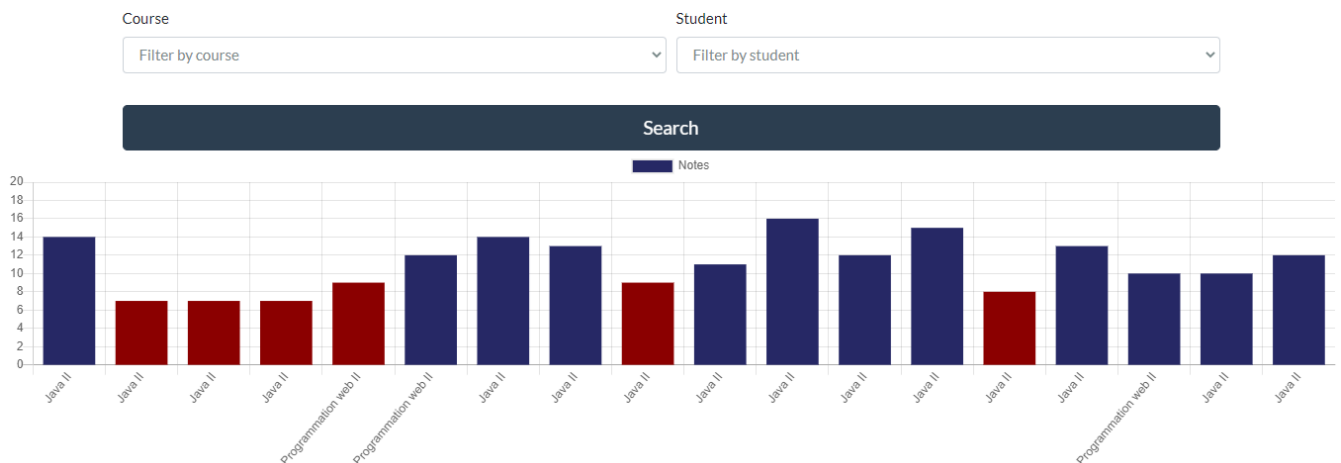 Course Student
Filter by course Filter by student
Search
Notes
20
18
16
14
12
10
8
6
4
2
0
Java II
Java II
Java II
Java II
Programmation web II
Programmation web II
Java II
Java II
Java II
Java II
Java II
Java II
Java II
Java II
Java II
Programmation web II
Java II
Java II